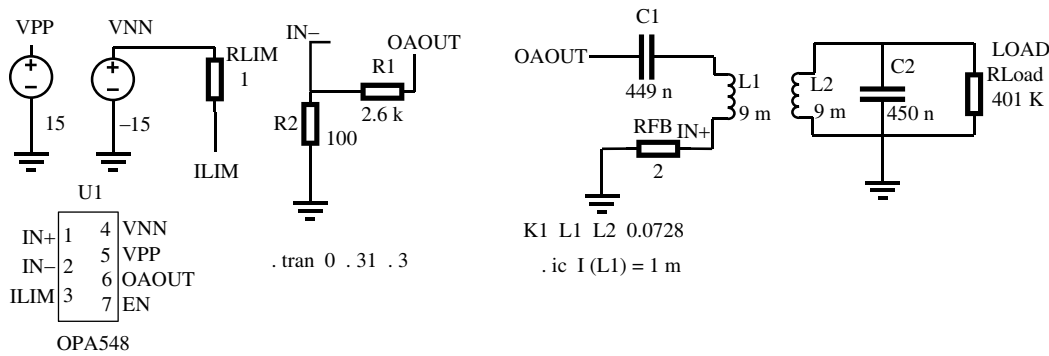 VPP
VNN
IN−
OAOUT
C1
RLIM
1
R1
OAOUT
L1
L2
C2
LOAD
RLoad
401 K
449 n
15
−15
R2
100
2.6 k
9 m
9 m
450 n
RFB
IN+
2
ILIM
U1
K1 L1 L2 0.0728
IN+ 1 4 VNN
IN− 2 5 VPP
ILIM 3 6 OAOUT
7 EN
. tran 0 . 31 . 3
. ic I (L1) = 1 m
OPA548